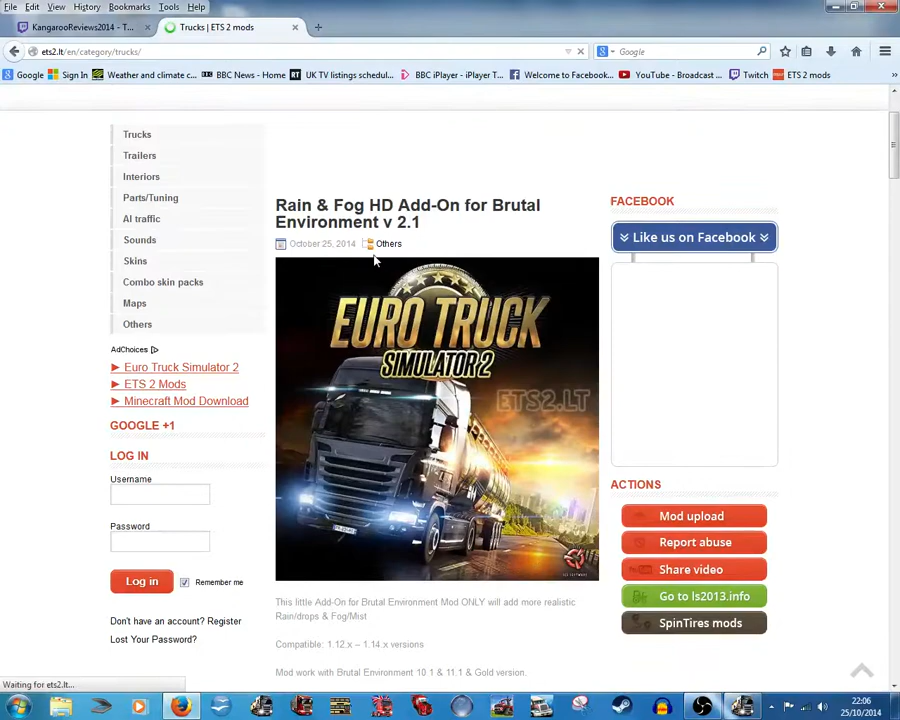 File Edit View History Bookmarks Tools Help
KangarooReviews2014 - T...
Trucks | ETS 2 mods
ets2.lt/en/category/trucks/
Google
Google
Sign In
Weather and climate c...
BBC News - Home
UK TV listings schedul...
BBC iPlayer - iPlayer T...
Welcome to Facebook...
YouTube - Broadcast ...
Twitch
ETS 2 mods
Trucks
Trailers
Interiors
Parts/Tuning
AI traffic
Sounds
Skins
Combo skin packs
Maps
Others
AdChoices
► Euro Truck Simulator 2
► ETS 2 Mods
► Minecraft Mod Download
GOOGLE +1
LOG IN
Username
Password
Log in
Remember me
Don't have an account? Register
Lost Your Password?
Rain & Fog HD Add-On for Brutal
Environment v 2.1
October 25, 2014
Others
EURO TRUCK
SIMULATOR 2
ETS2.LT
This little Add-On for Brutal Environment Mod ONLY will add more realistic
Rain/drops & Fog/Mist
Compatible: 1.12.x – 1.14.x versions
Mod work with Brutal Environment 10.1 & 11.1 & Gold version.
FACEBOOK
Like us on Facebook
ACTIONS
Mod upload
Report abuse
Share video
Go to ls2013.info
SpinTires mods
Waiting for ets2.lt...
22:06
25/10/2014